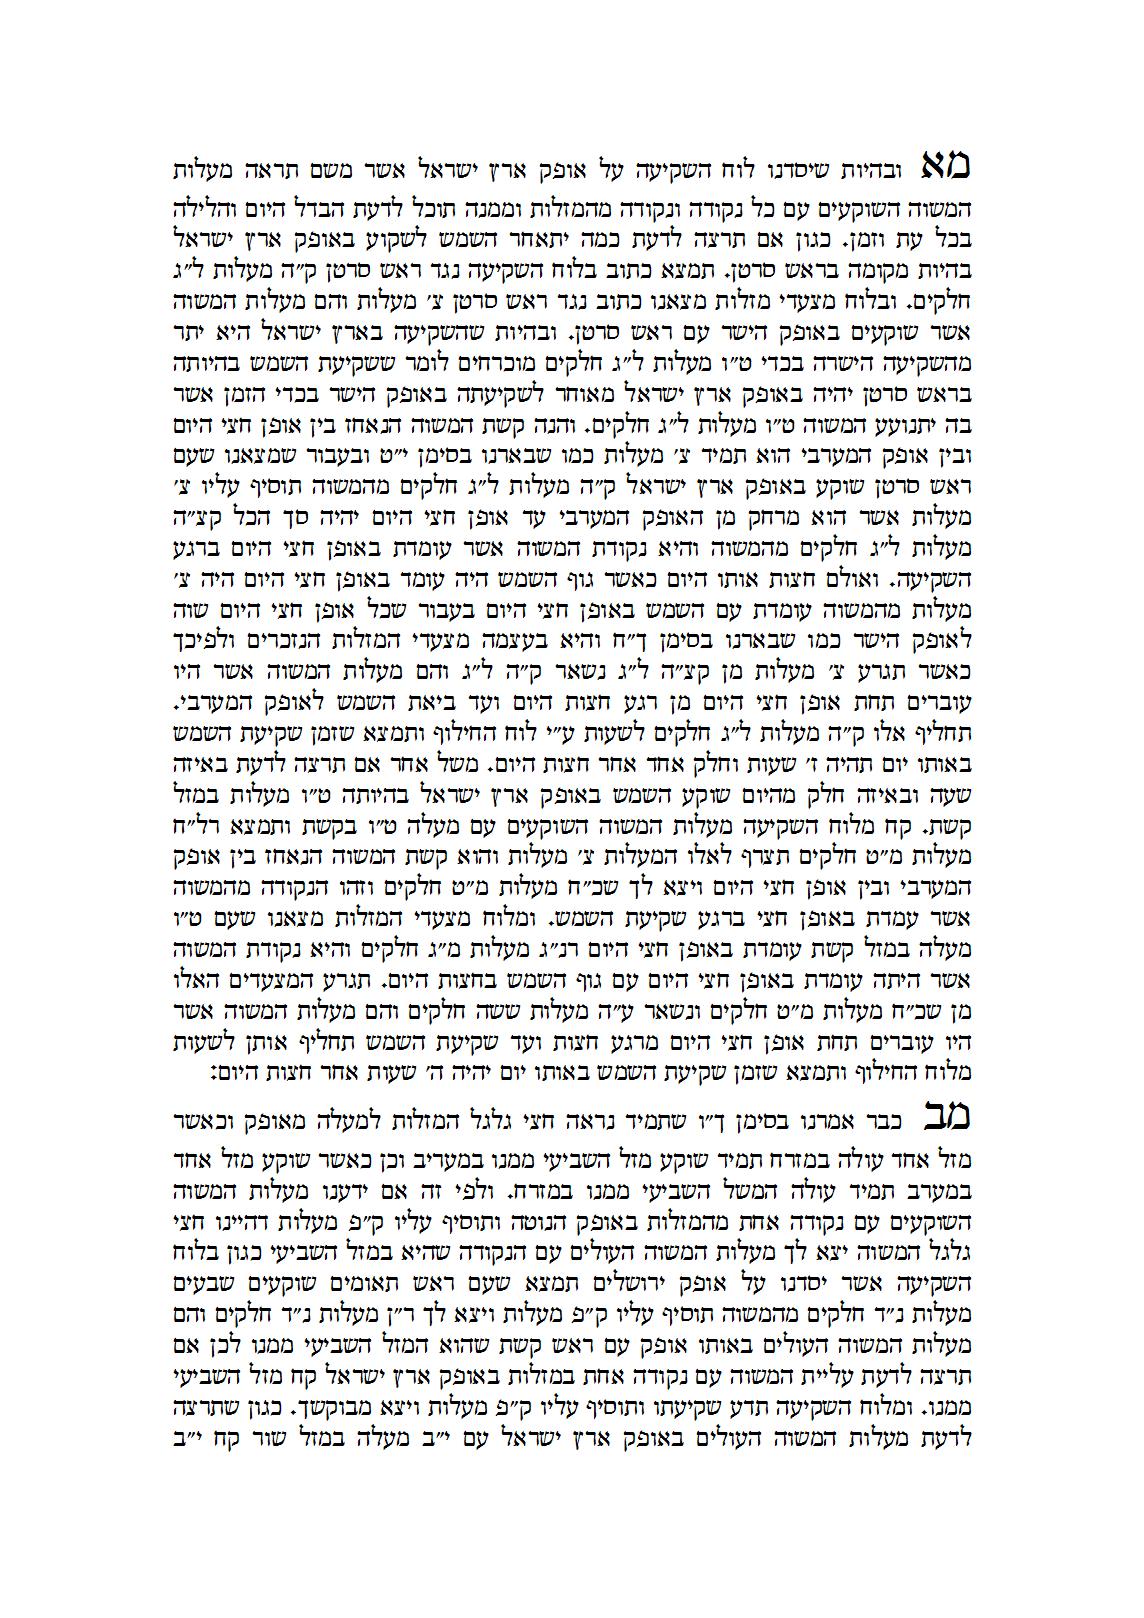 מא ובהיות שיסדנו לוח השקיעה על אופק ארץ ישראל אשר משם תראה מעלות
המשוה השוקעים עם כל נקודה ונקודה מהמזלות וממנה תוכל לדעת הבדל היום והלילה
בכל עת וזמן. כגון אם תרצה לדעת כמה יתאחר השמש לשקוע באופק ארץ ישראל
בהיות מקומה בראש סרטן. תמצא כתוב בלוח השקיעה נגד ראש סרטן ק״ה מעלות ל״ג
חלקים. ובלוח מצעדי מזלות מצאנו כתוב נגד ראש סרטן צ׳ מעלות והם מעלות המשוה
אשר שוקעים באופק הישר עם ראש סרטן. ובהיות שהשקיעה בארץ ישראל היא יתר
מהשקיעה הישרה בכדי ט״ו מעלות ל״ג חלקים מוכרחים לומר ששקיעת השמש בהיותה
בראש סרטן יהיה באופק ארץ ישראל מאוחר לשקיעתה באופק הישר בכדי הזמן אשר
בה יתנועע המשוה ט״ו מעלות ל״ג חלקים. והנה קשת המשוה הנאחז בין אופן חצי היום
ובין אופק המערבי הוא תמיד צ׳ מעלות כמו שבארנו בסימן י״ט ובעבור שמצאנו שעם
ראש סרטן שוקע באופק ארץ ישראל ק״ה מעלות ל״ג חלקים מהמשוה תוסיף עליו צ׳
מעלות אשר הוא מרחק מן האופק המערבי עד אופן חצי היום יהיה סך הכל קצ״ה
מעלות ל״ג חלקים מהמשוה והיא נקודת המשוה אשר עומדת באופן חצי היום ברגע
השקיעה. ואולם חצות אותו היום כאשר גוף השמש היה עומד באופן חצי היום היה צ׳
מעלות מהמשוה עומדת עם השמש באופן חצי היום בעבור שכל אופן חצי היום שוה
לאופק הישר כמו שבארנו בסימן ך״ח והיא בעצמה מצעדי המזלות הנזכרים ולפיכך
כאשר תגרע צ׳ מעלות מן קצ״ה ל״ג נשאר ק״ה ל״ג והם מעלות המשוה אשר היו
עוברים תחת אופן חצי היום מן רגע חצות היום ועד ביאת השמש לאופק המערבי.
תחליף אלו ק״ה מעלות ל״ג חלקים לשעות ע״י לוח החילוף ותמצא שזמן שקיעת השמש
באותו יום תהיה ז׳ שעות וחלק אחד אחר חצות היום. משל אחר אם תרצה לדעת באיזה
שעה ובאיזה חלק מהיום שוקע השמש באופק ארץ ישראל בהיותה ט״ו מעלות במזל
קשת. קח מלוח השקיעה מעלות המשוה השוקעים עם מעלה ט״ו בקשת ותמצא רל״ח
מעלות מ״ט חלקים תצרף לאלו המעלות צ׳ מעלות והוא קשת המשוה הנאחז בין אופק
המערבי ובין אופן חצי היום ויצא לך שכ״ח מעלות מ״ט חלקים וזהו הנקודה מהמשוה
אשר עמדת באופן חצי ברגע שקיעת השמש. ומלוח מצעדי המזלות מצאנו שעם ט״ו
מעלה במזל קשת עומדת באופן חצי היום רנ״ג מעלות מ״ג חלקים והיא נקודת המשוה
אשר היתה עומדת באופן חצי היום עם גוף השמש בחצות היום. תגרע המצעדים האלו
מן שכ״ח מעלות מ״ט חלקים ונשאר ע״ה מעלות ששה חלקים והם מעלות המשוה אשר
היו עוברים תחת אופן חצי היום מרגע חצות ועד שקיעת השמש תחליף אותן לשעות
מלוח החילוף ותמצא שזמן שקיעת השמש באותו יום יהיה ה׳ שעות אחר חצות היום:
מב כבר אמרנו בסימן ך״ו שתמיד נראה חצי גלגל המזלות למעלה מאופק וכאשר
מזל אחד עולה במזרח תמיד שוקע מזל השביעי ממנו במעריב וכן כאשר שוקע מזל אחד
במערב תמיד עולה המשל השביעי ממנו במזרח. ולפי זה אם ידענו מעלות המשוה
השוקעים עם נקודה אחת מהמזלות באופק הנוטה ותוסיף עליו ק״פ מעלות דהיינו חצי
גלגל המשוה יצא לך מעלות המשוה העולים עם הנקודה שהיא במזל השביעי כגון בלוח
השקיעה אשר יסדנו על אופק ירושלים תמצא שעם ראש תאומים שוקעים שבעים
מעלות נ״ד חלקים מהמשוה תוסיף עליו ק״פ מעלות ויצא לך ר״ן מעלות נ״ד חלקים והם
מעלות המשוה העולים באותו אופק עם ראש קשת שהוא המזל השביעי ממנו לכן אם
תרצה לדעת עליית המשוה עם נקודה אחת במזלות באופק ארץ ישראל קח מזל השביעי
ממנו. ומלוח השקיעה תדע שקיעתו ותוסיף עליו ק״פ מעלות ויצא מבוקשך. כגון שתרצה
לדעת מעלות המשוה העולים באופק ארץ ישראל עם י״ב מעלה במזל שור קח י״ב